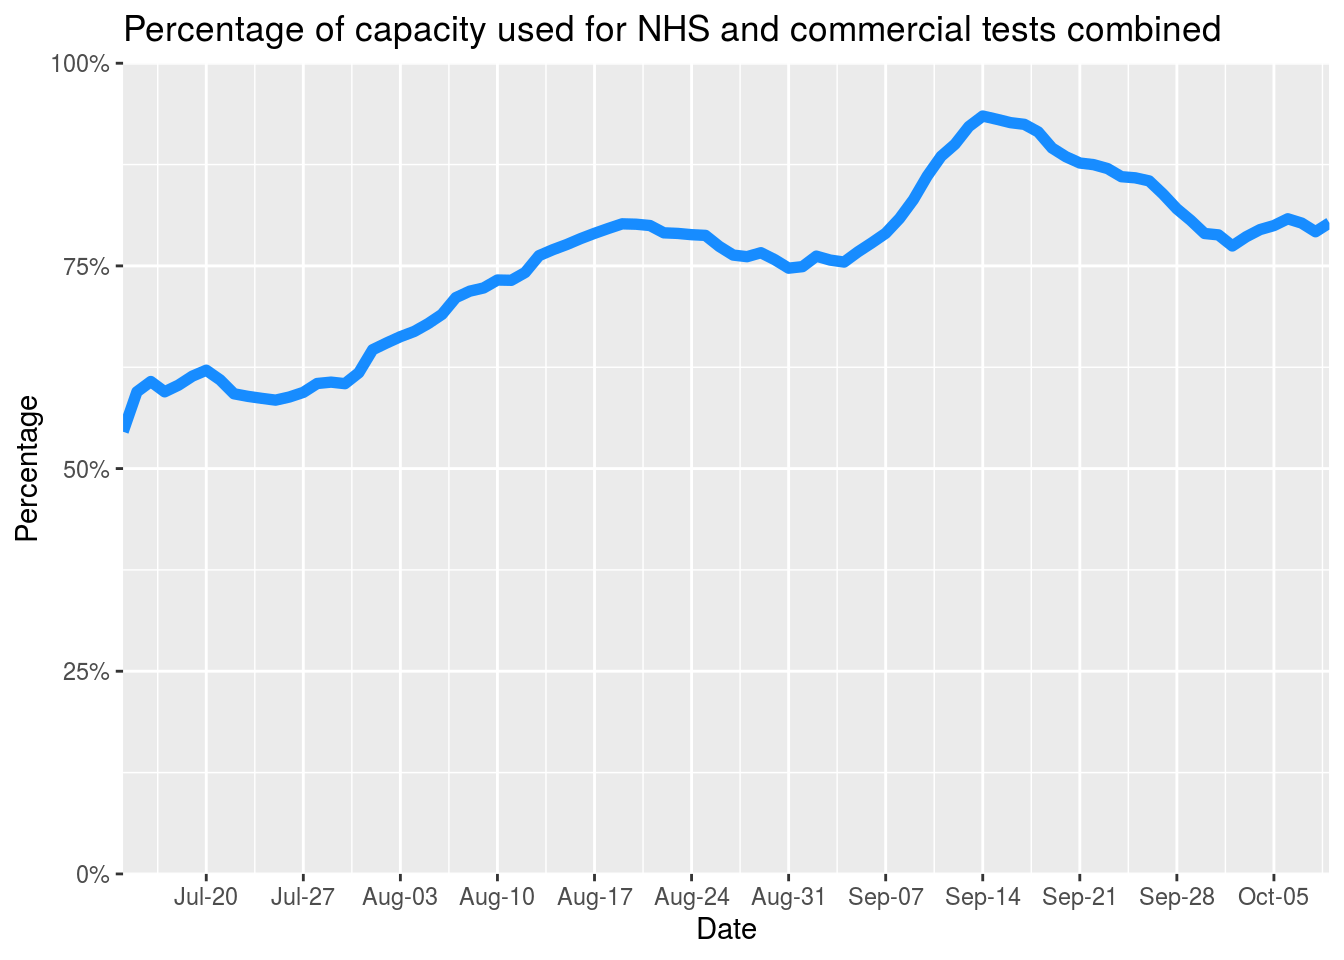 Percentage of capacity used for NHS and commercial tests combined
100%
75%
50%
25%
0%
Percentage
Jul-20 Jul-27 Aug-03 Aug-10 Aug-17 Aug-24 Aug-31 Sep-07 Sep-14 Sep-21 Sep-28 Oct-05
Date